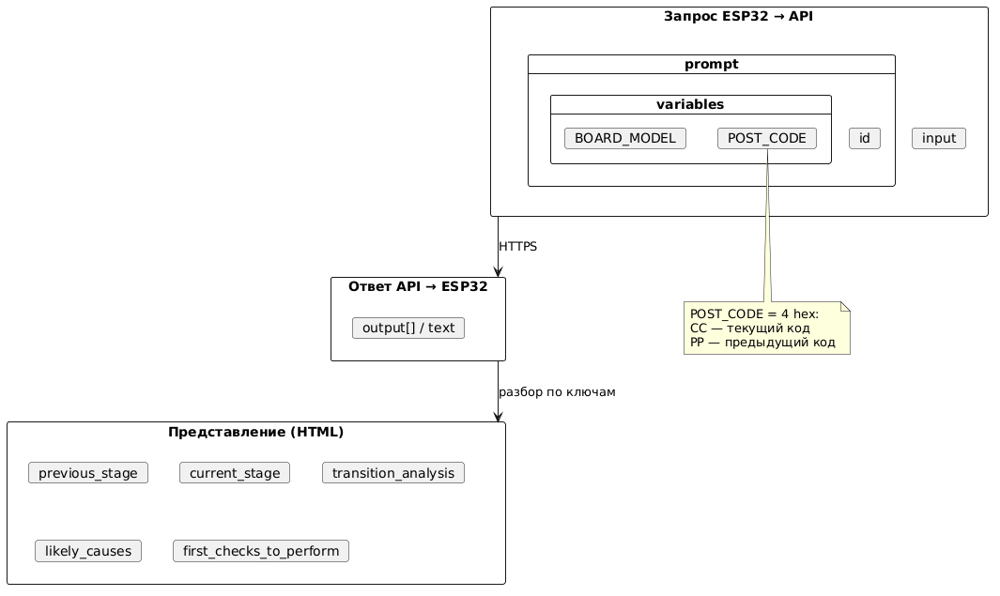 Запрос ESP32 → API
prompt
variables
BOARD_MODEL
POST_CODE
id
input
HTTPS
Ответ API → ESP32
output[] / text
POST_CODE = 4 hex:
CC — текущий код
PP — предыдущий код
разбор по ключам
Представление (HTML)
previous_stage
current_stage
transition_analysis
likely_causes
first_checks_to_perform